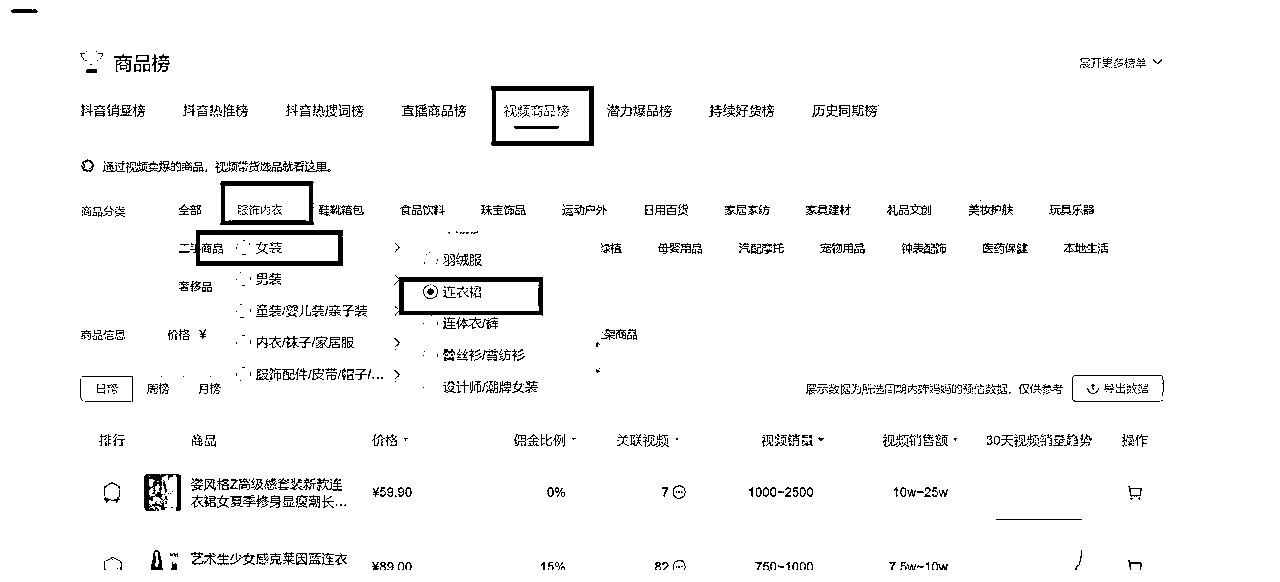 商品榜 展开更多榜单
抖音销量榜 抖音热推榜 抖音热搜词榜 直播商品榜 视频商品榜 潜力爆品榜 持续好货榜 历史同期榜
通过视频卖爆的商品，视频带货选品就看这里。
商品分类 全部 服饰内衣 鞋靴箱包 食品饮料 珠宝饰品 运动户外 日用百货 家居家纺 家具建材 礼品文创 美妆护肤 玩具乐器
二手商品 女装 绿植 母婴用品 汽配摩托 宠物用品 钟表配饰 医药保健 本地生活
羽绒服
男装
奢侈品 连衣裙
童装/婴儿装/亲子装
连体衣/裤
商品信息 价格 ¥ 内衣/袜子/家居服 架商品
蕾丝衫/雪纺衫
服饰配件/皮带/帽子/...
设计师/潮牌女装
日榜 周榜 月榜 展示数据为所选周期内蝉妈妈的预估数据，仅供参考 导出数据
排行 商品 价格 佣金比例 关联视频 视频销量 视频销售额 30天视频销量趋势 操作
姿风格Z高级感套装新款连
衣裙女夏季修身显瘦潮长...
¥59.90 0% 7 1000~2500 10w~25w
艺术生少女感克莱因蓝连衣
¥89.00 15% 82 750~1000 7.5w~10w